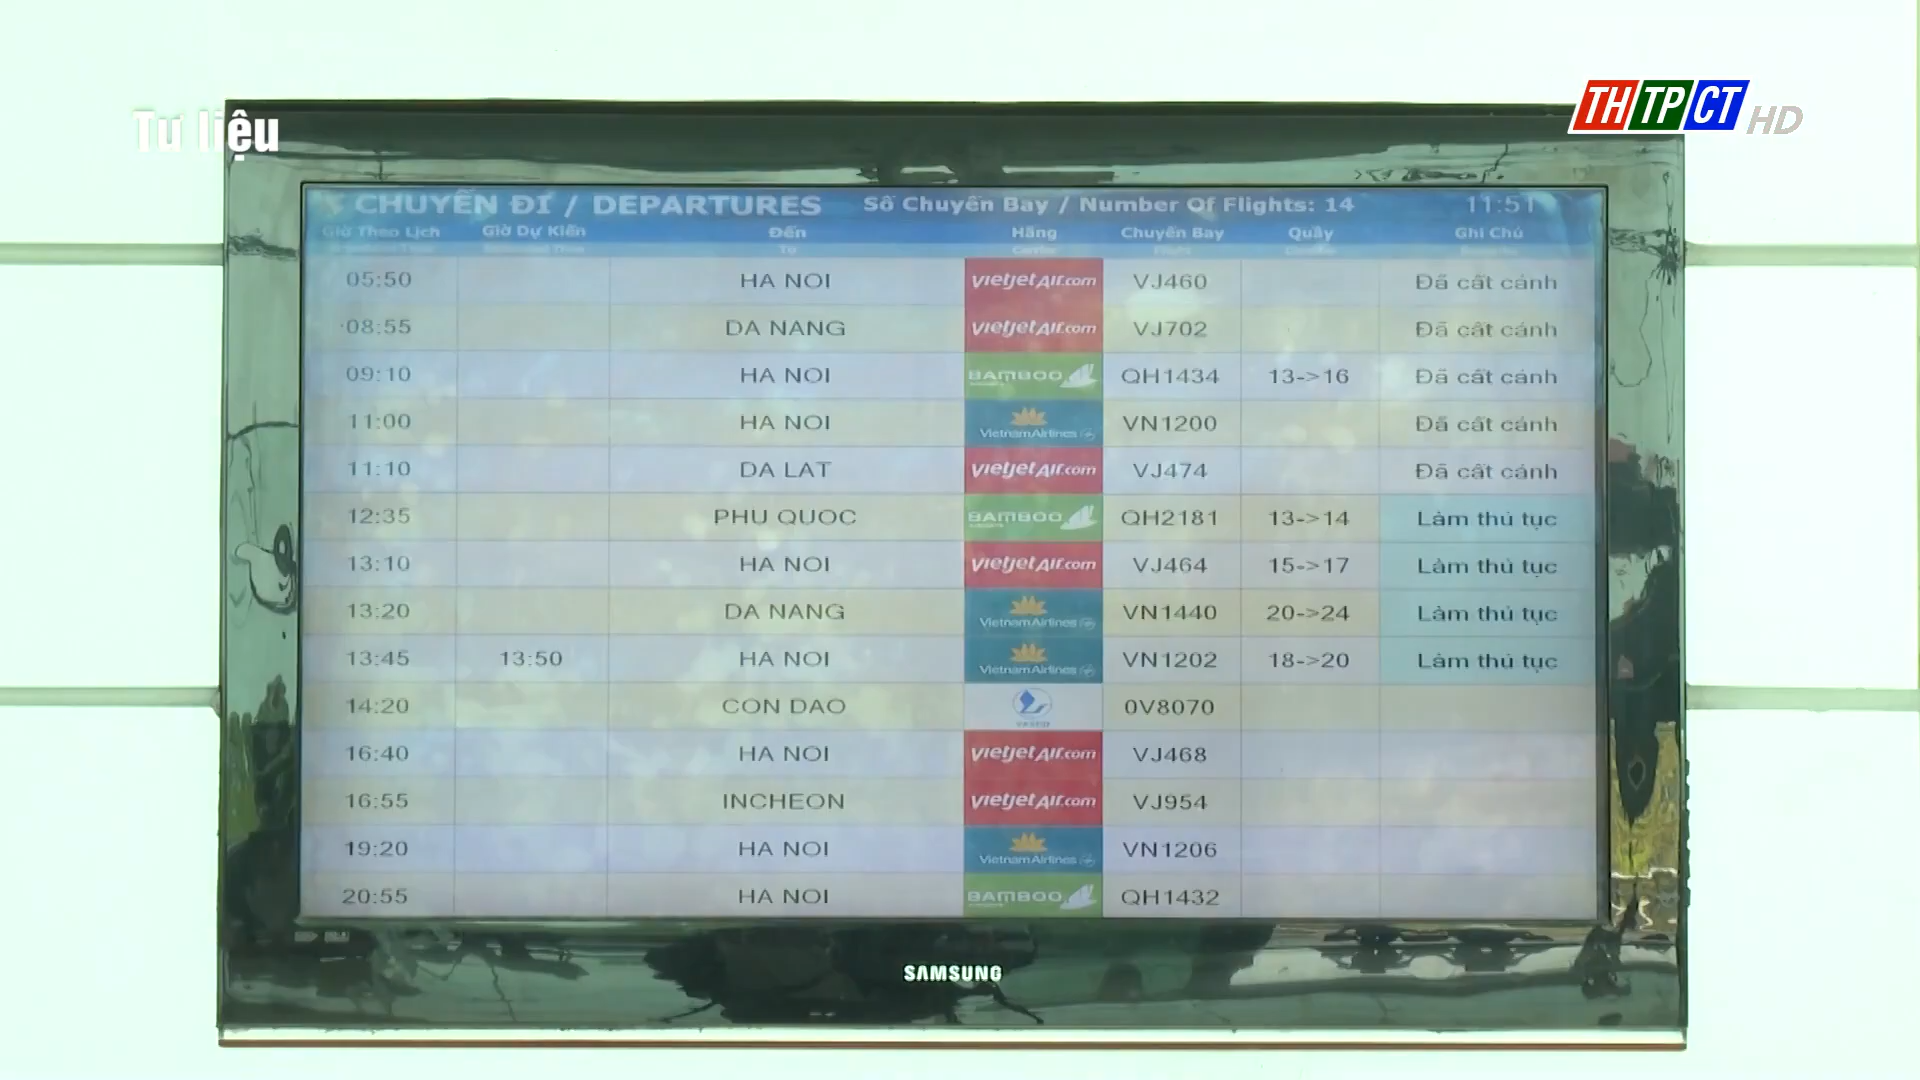 Tư liệu
THTPCT HD
CHUYẾN ĐI / DEPARTURES Số Chuyến Bay / Number Of Flights: 14 11:51
Giờ Theo Lịch Giờ Dự Kiến Đến Hãng Chuyến Bay Quầy Ghi Chú
05:50 HA NOI vietjetAir.com VJ460 Đã cất cánh
08:55 DA NANG vietjetAir.com VJ702 Đã cất cánh
09:10 HA NOI BAMBOO QH1434 13->16 Đã cất cánh
11:00 HA NOI VietnamAirlines VN1200 Đã cất cánh
11:10 DA LAT vietjetAir.com VJ474 Đã cất cánh
12:35 PHU QUOC BAMBOO QH2181 13->14 Làm thủ tục
13:10 HA NOI vietjetAir.com VJ464 15->17 Làm thủ tục
13:20 DA NANG VietnamAirlines VN1440 20->24 Làm thủ tục
13:45 13:50 HA NOI VietnamAirlines VN1202 18->20 Làm thủ tục
14:20 CON DAO 0V8070
16:40 HA NOI vietjetAir.com VJ468
16:55 INCHEON vietjetAir.com VJ954
19:20 HA NOI VietnamAirlines VN1206
20:55 HA NOI BAMBOO QH1432
SAMSUNG